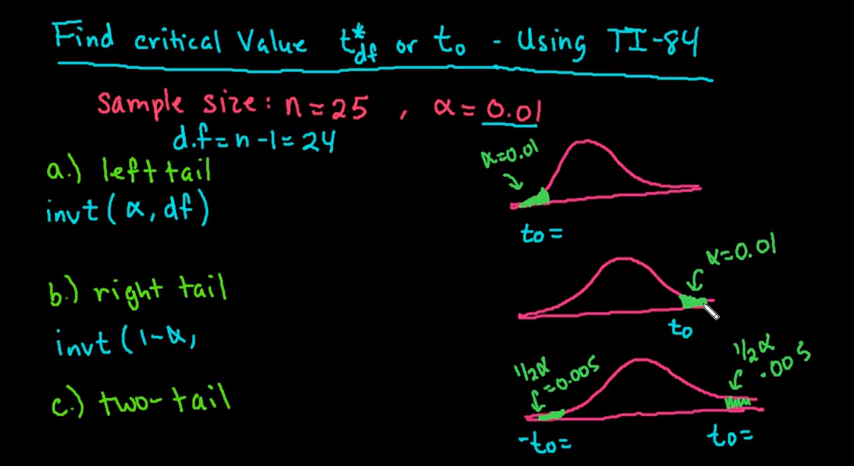 Find critical Value t*df or to - Using TI-84
Sample size: n=25 , α=0.01
d.f=n-1=24
a.) left tail
invt(α,df)
α=0.01
to=
b.) right tail
invt(1-α,
α=0.01
to
c.) two-tail
1/2α
=0.005
-to=
1/2α
.005
to=